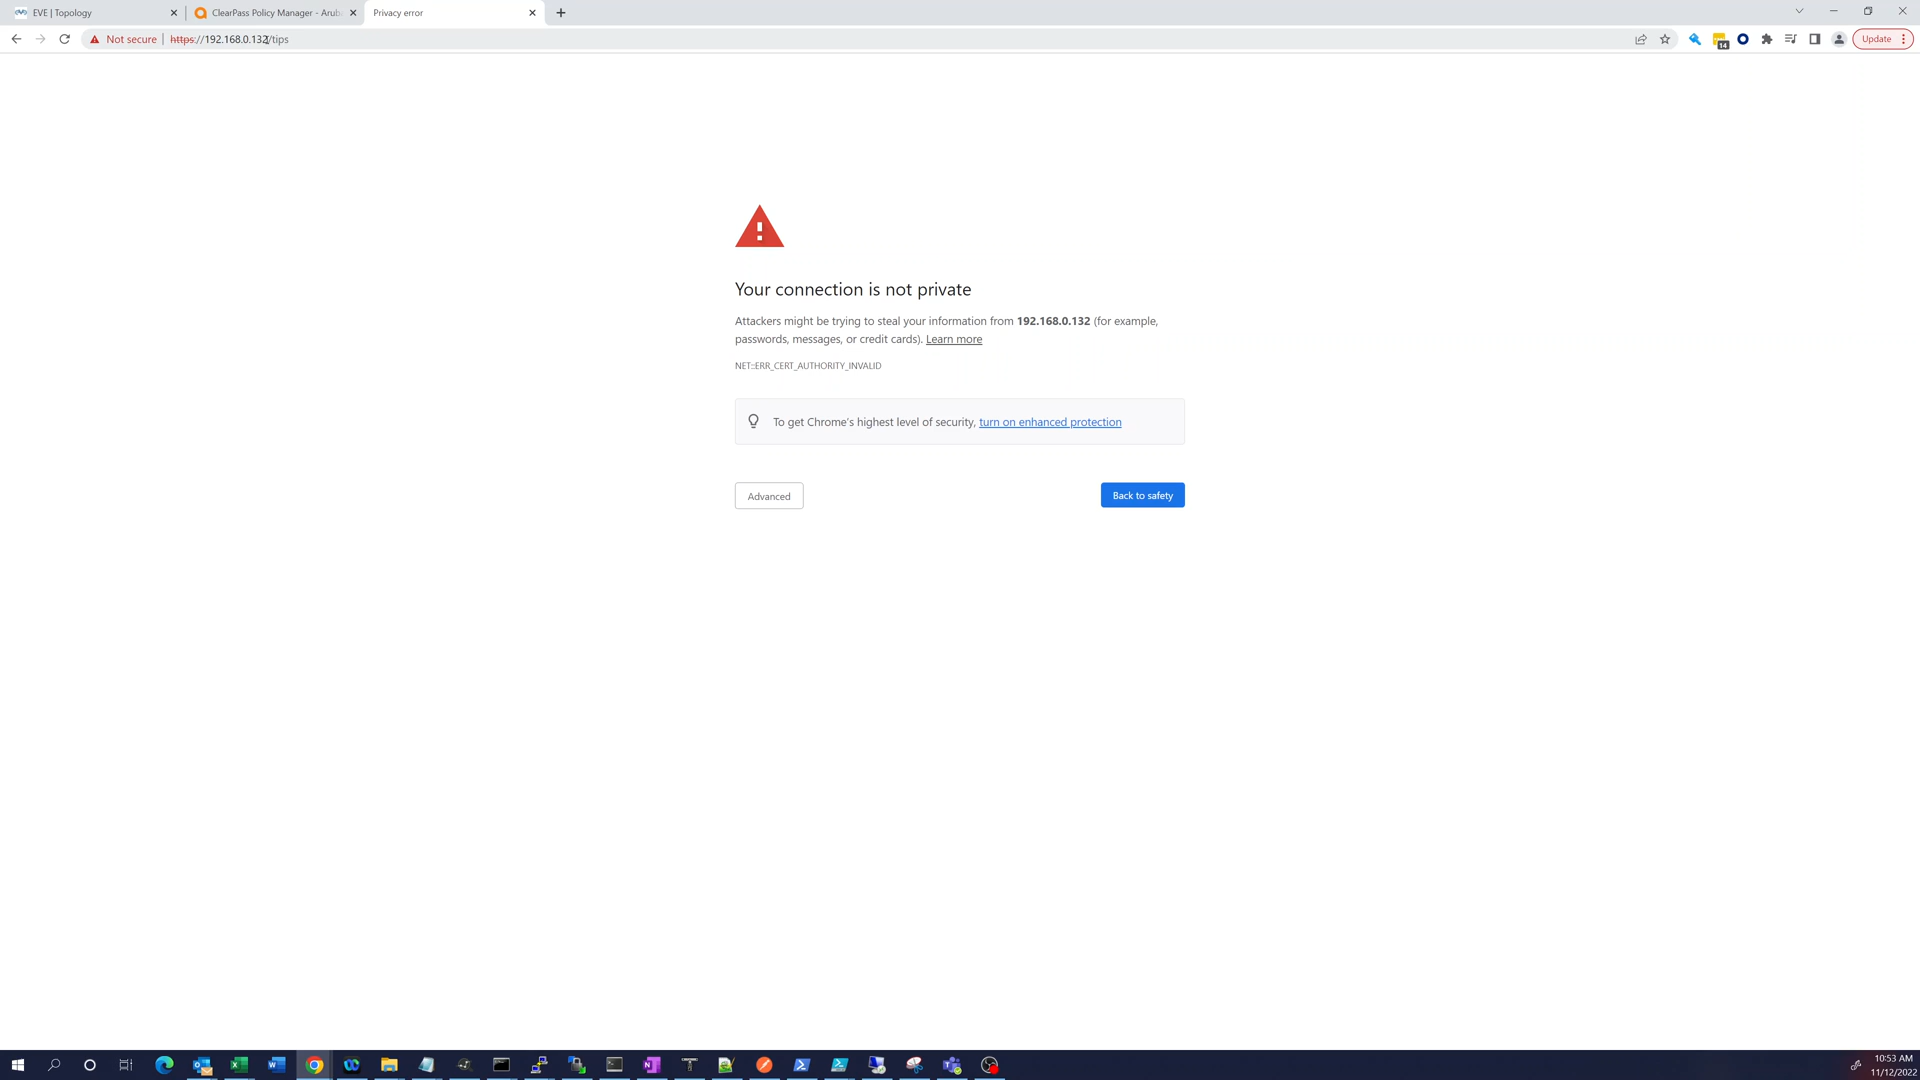 EVE | Topology
ClearPass Policy Manager - Arub
Privacy error
Not secure
https://192.168.0.132/tips
14
Update
Your connection is not private
Attackers might be trying to steal your information from 192.168.0.132 (for example,
passwords, messages, or credit cards). Learn more
NET::ERR_CERT_AUTHORITY_INVALID
To get Chrome's highest level of security, turn on enhanced protection
Advanced
Back to safety
10:53 AM
11/12/2022